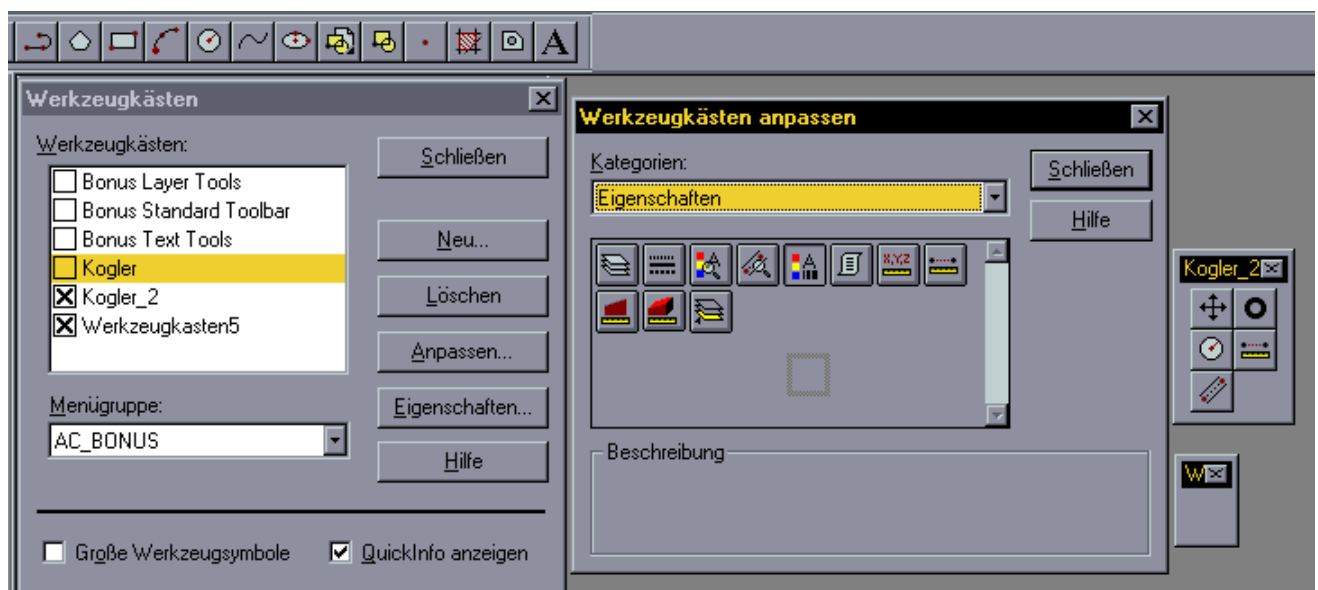 A
Werkzeugkästen
Werkzeugkästen:
Bonus Layer Tools
Bonus Standard Toolbar
Bonus Text Tools
Kogler
Kogler_2
Werkzeugkasten5
Schließen
Neu...
Löschen
Anpassen...
Eigenschaften...
Hilfe
Menügruppe:
AC_BONUS
Große Werkzeugsymbole
QuickInfo anzeigen
Werkzeugkästen anpassen
Kategorien:
Eigenschaften
Schließen
Hilfe
A
X,Y,Z
Beschreibung
Kogler_2
W